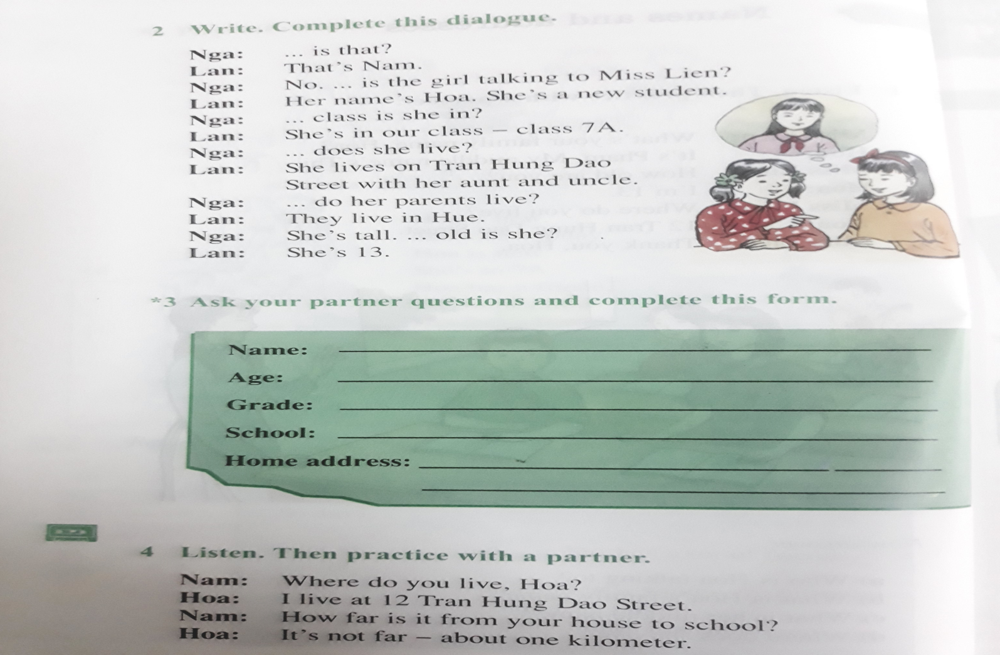 2 Write. Complete this dialogue.
Nga: ... is that?
Lan: That's Nam.
Nga: No. ... is the girl talking to Miss Lien?
Lan: Her name's Hoa. She's a new student.
Nga: ... class is she in?
Lan: She's in our class – class 7A.
Nga: ... does she live?
Lan: She lives on Tran Hung Dao
Street with her aunt and uncle.
Nga: ... do her parents live?
Lan: They live in Hue.
Nga: She's tall. ... old is she?
Lan: She's 13.
*3 Ask your partner questions and complete this form.
Name:
Age:
Grade:
School:
Home address:
4 Listen. Then practice with a partner.
Nam: Where do you live, Hoa?
Hoa: I live at 12 Tran Hung Dao Street.
Nam: How far is it from your house to school?
Hoa: It's not far – about one kilometer.